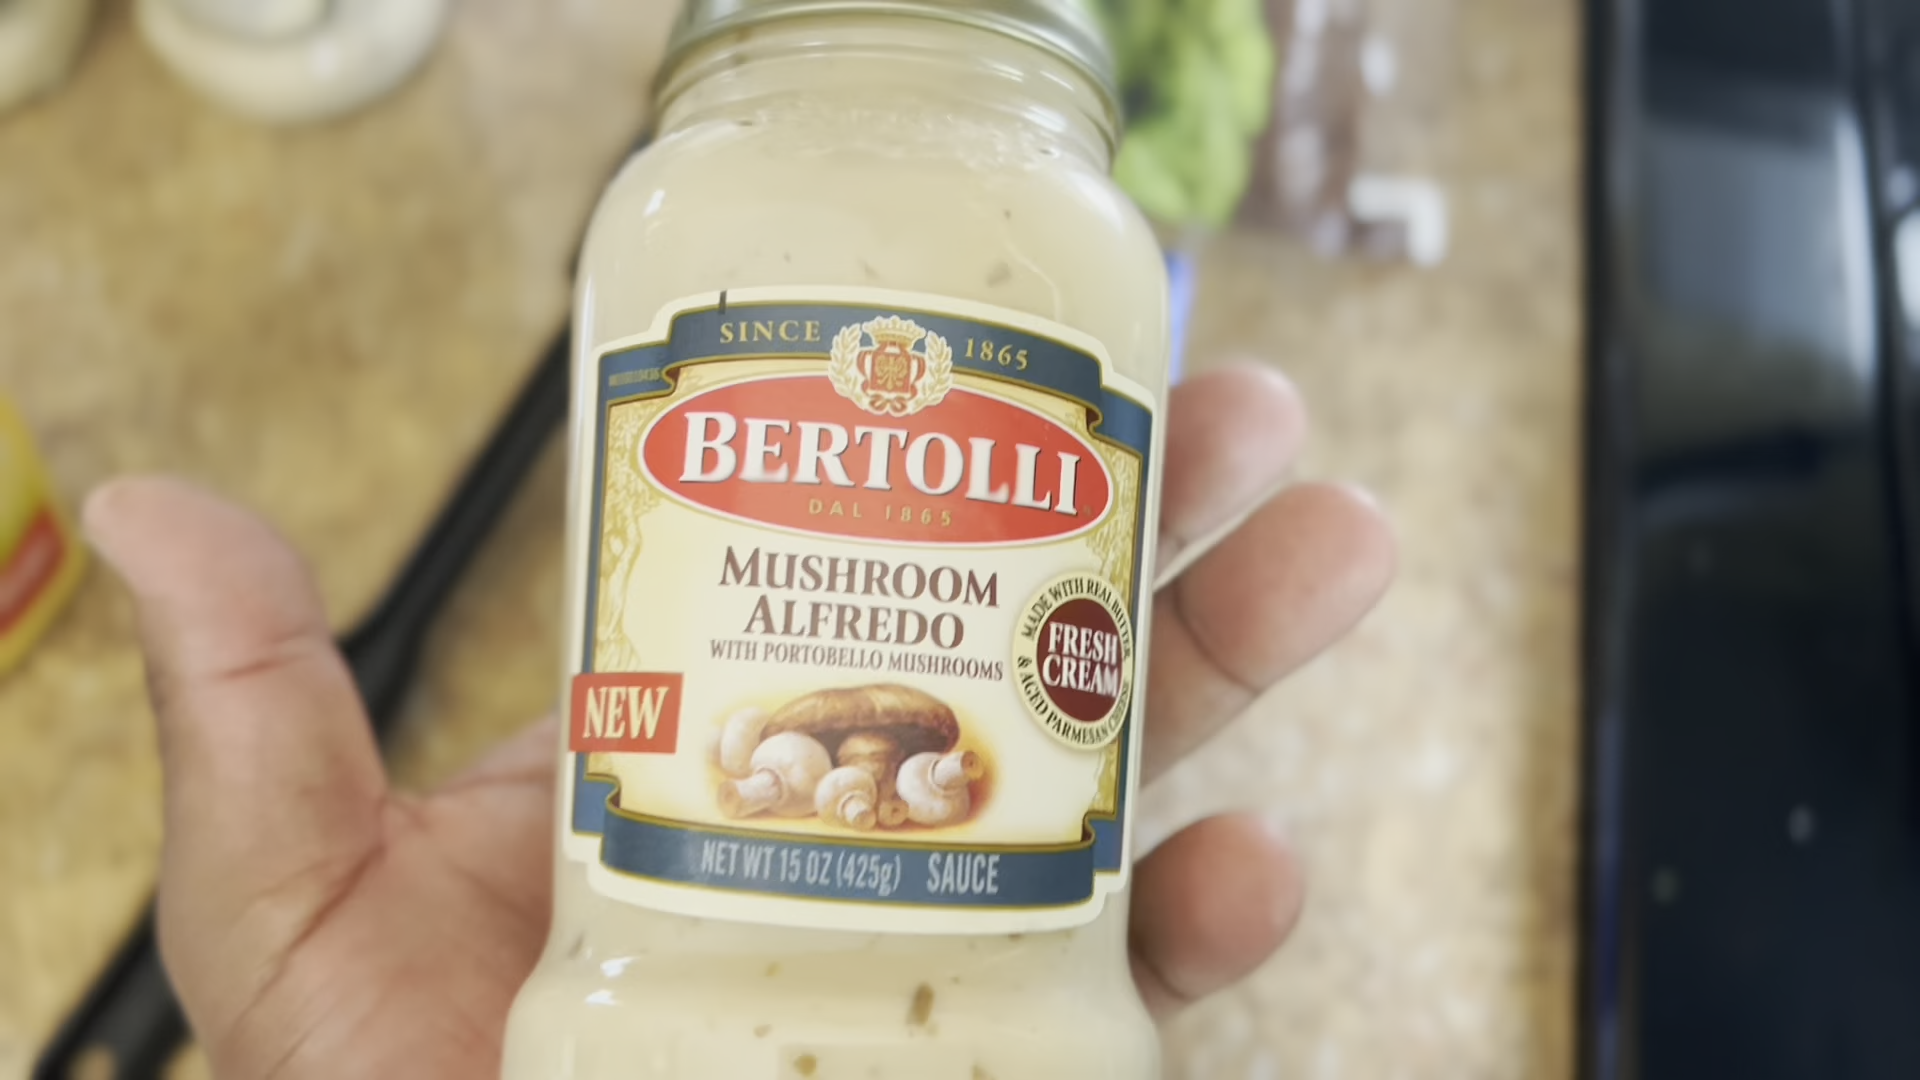 SINCE 1865
BERTOLLI
DAL 1865
MUSHROOM
ALFREDO
WITH PORTOBELLO MUSHROOMS
MADE WITH REAL BUTTER,
FRESH
CREAM
& AGED PARMESAN CHEESE
NEW
NET WT 15 OZ (425g) SAUCE